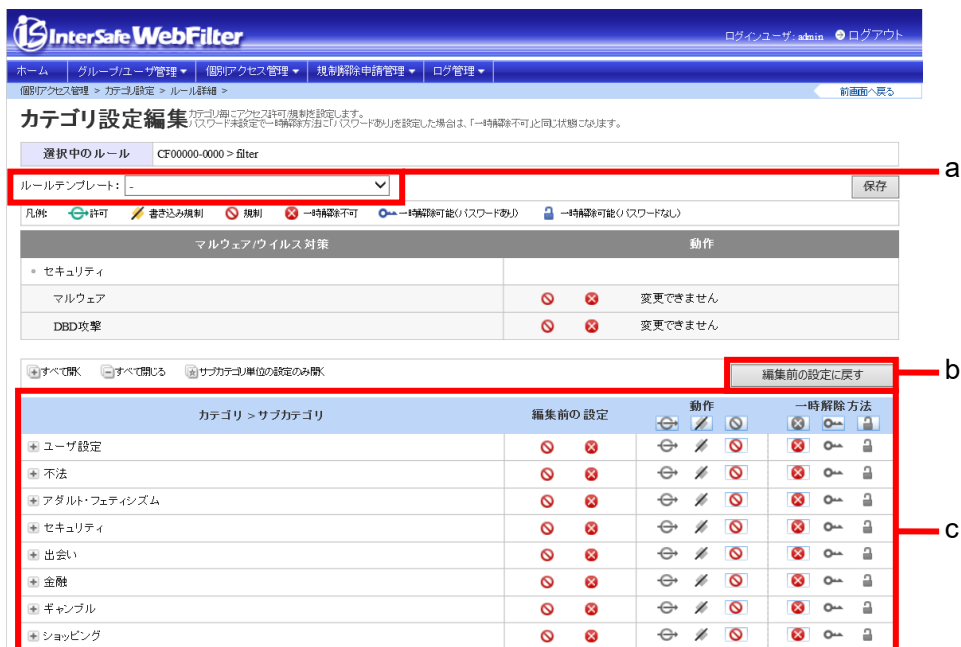 InterSafe WebFilter
ログインユーザ: admin ログアウト
ホーム グループ/ユーザ管理▼ 個別アクセス管理▼ 規制解除申請管理▼ ログ管理▼
個別アクセス管理 > カテゴリ設定 > ルール詳細 > 前画面へ戻る
カテゴリ設定編集 カテゴリ毎にアクセス許可/規制を設定します。
パスワード未設定で一時解除方法に「パスワードあり」を設定した場合は、「一時解除不可」と同じ状態になります。
選択中のルール CF00000-0000 > filter
a
ルールテンプレート: - 保存
凡例: 許可 書き込み規制 規制 一時解除不可 一時解除可能(パスワードあり) 一時解除可能(パスワードなし)
マルウェア/ウイルス対策 動作
セキュリティ
マルウェア 変更できません
DBD攻撃 変更できません
すべて開く すべて閉じる サブカテゴリ単位の設定のみ開く 編集前の設定に戻す b
カテゴリ > サブカテゴリ 編集前の設定 動作 一時解除方法
ユーザ設定
不法
アダルト・フェティシズム
セキュリティ
c
出会い
金融
ギャンブル
ショッピング